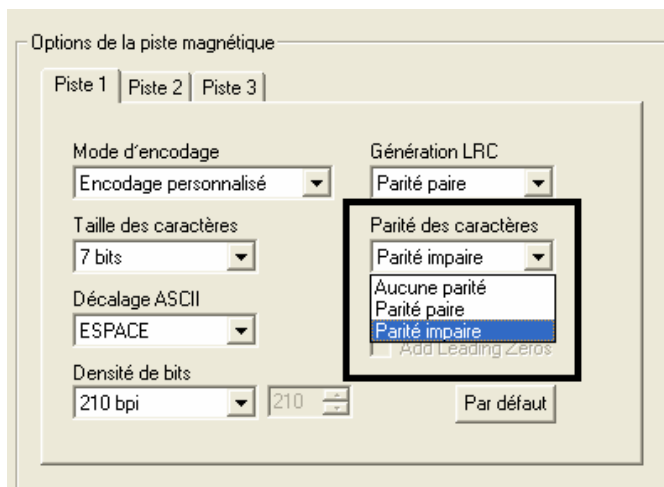 Options de la piste magnétique
Piste 1 Piste 2 Piste 3
Mode d'encodage
Encodage personnalisé
Génération LRC
Parité paire
Taille des caractères
7 bits
Parité des caractères
Parité impaire
Aucune parité
Parité paire
Parité impaire
Add Leading Zeros
Décalage ASCII
ESPACE
Densité de bits
210 bpi
210
Par défaut